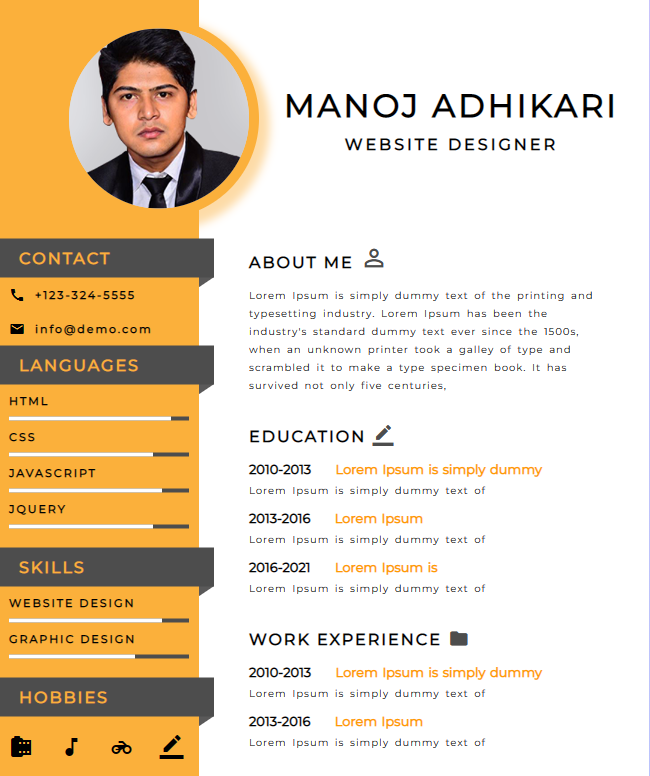 MANOJ ADHIKARI
WEBSITE DESIGNER
CONTACT
+123-324-5555
info@demo.com
LANGUAGES
HTML
CSS
JAVASCRIPT
JQUERY
SKILLS
WEBSITE DESIGN
GRAPHIC DESIGN
HOBBIES
ABOUT ME
Lorem Ipsum is simply dummy text of the printing and
typesetting industry. Lorem Ipsum has been the
industry's standard dummy text ever since the 1500s,
when an unknown printer took a galley of type and
scrambled it to make a type specimen book. It has
survived not only five centuries,
EDUCATION
2010-2013 Lorem Ipsum is simply dummy
Lorem Ipsum is simply dummy text of
2013-2016 Lorem Ipsum
Lorem Ipsum is simply dummy text of
2016-2021 Lorem Ipsum is
Lorem Ipsum is simply dummy text of
WORK EXPERIENCE
2010-2013 Lorem Ipsum is simply dummy
Lorem Ipsum is simply dummy text of
2013-2016 Lorem Ipsum
Lorem Ipsum is simply dummy text of